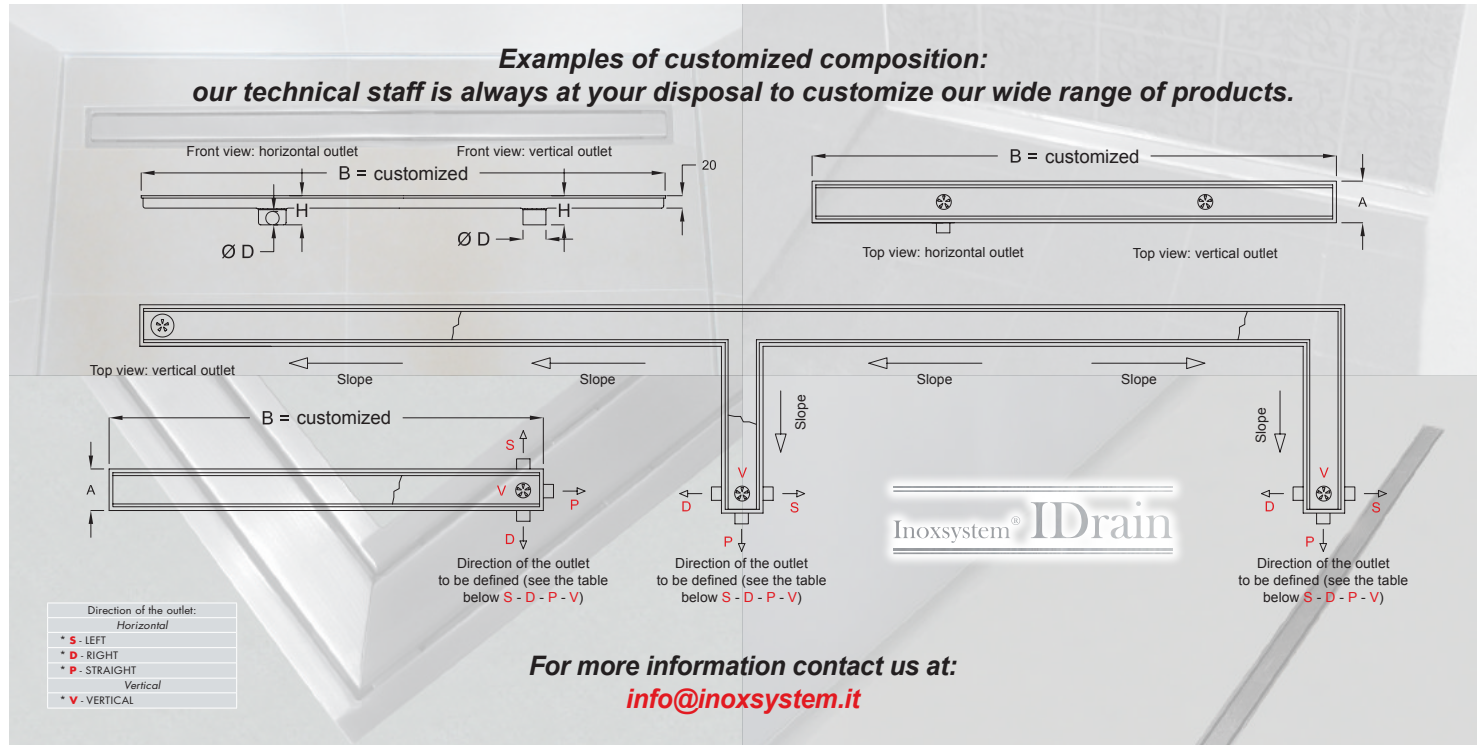 Examples of customized composition:
our technical staff is always at your disposal to customize our wide range of products.
Front view: horizontal outlet
Front view: vertical outlet
B = customized
20
H
H
Ø D
Ø D
B = customized
A
Top view: horizontal outlet
Top view: vertical outlet
Top view: vertical outlet
Slope
Slope
Slope
Slope
Slope
Slope
B = customized
A
S
V
P
D
V
D
S
P
V
D
S
P
Inoxsystem® IDrain
Direction of the outlet
to be defined (see the table
below S - D - P - V)
Direction of the outlet
to be defined (see the table
below S - D - P - V)
Direction of the outlet
to be defined (see the table
below S - D - P - V)
Direction of the outlet:
Horizontal
* S - LEFT
* D - RIGHT
* P - STRAIGHT
Vertical
* V - VERTICAL
For more information contact us at:
info@inoxsystem.it